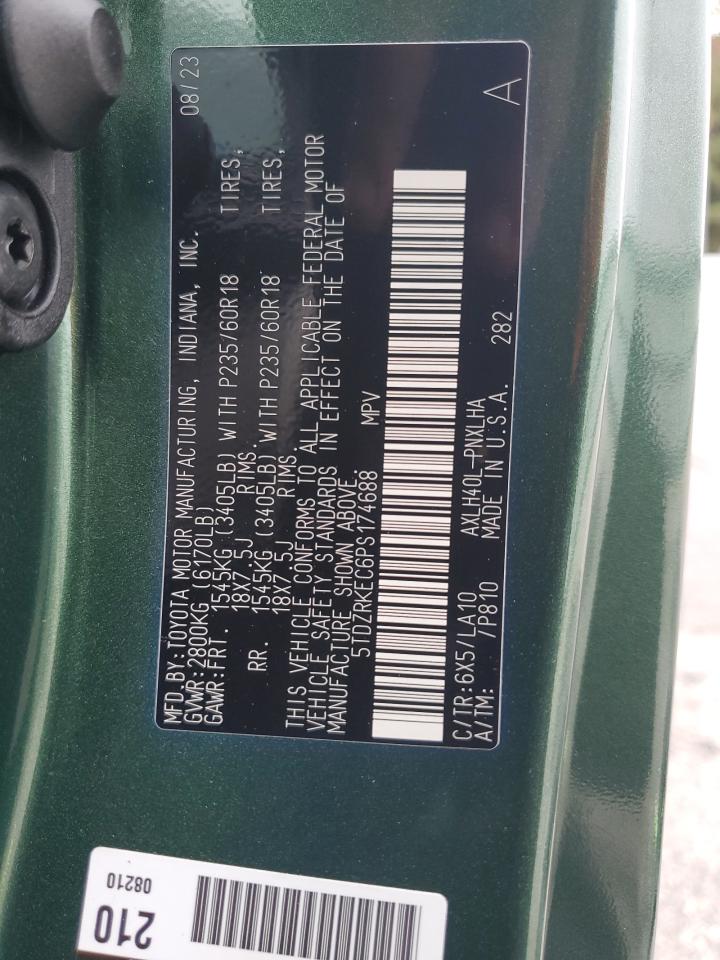 MFD.BY:TOYOTA MOTOR MANUFACTURING, INDIANA, INC. 08/23
GVWR:2800KG (6170LB)
GAWR:FRT. 1545KG (3405LB) WITH P235/60R18 TIRES,
18X7.5J RIMS.
RR. 1545KG (3405LB) WITH P235/60R18 TIRES,
18X7.5J RIMS.
THIS VEHICLE CONFORMS TO ALL APPLICABLE FEDERAL MOTOR
VEHICLE SAFETY STANDARDS IN EFFECT ON THE DATE OF
MANUFACTURE SHOWN ABOVE.
5TDZRKEC6PS174688 MPV
C/TR:6X5/LA10 AXLH40L-PNXLHA
A/TM: /P810 MADE IN U.S.A. 282 A
210
08210